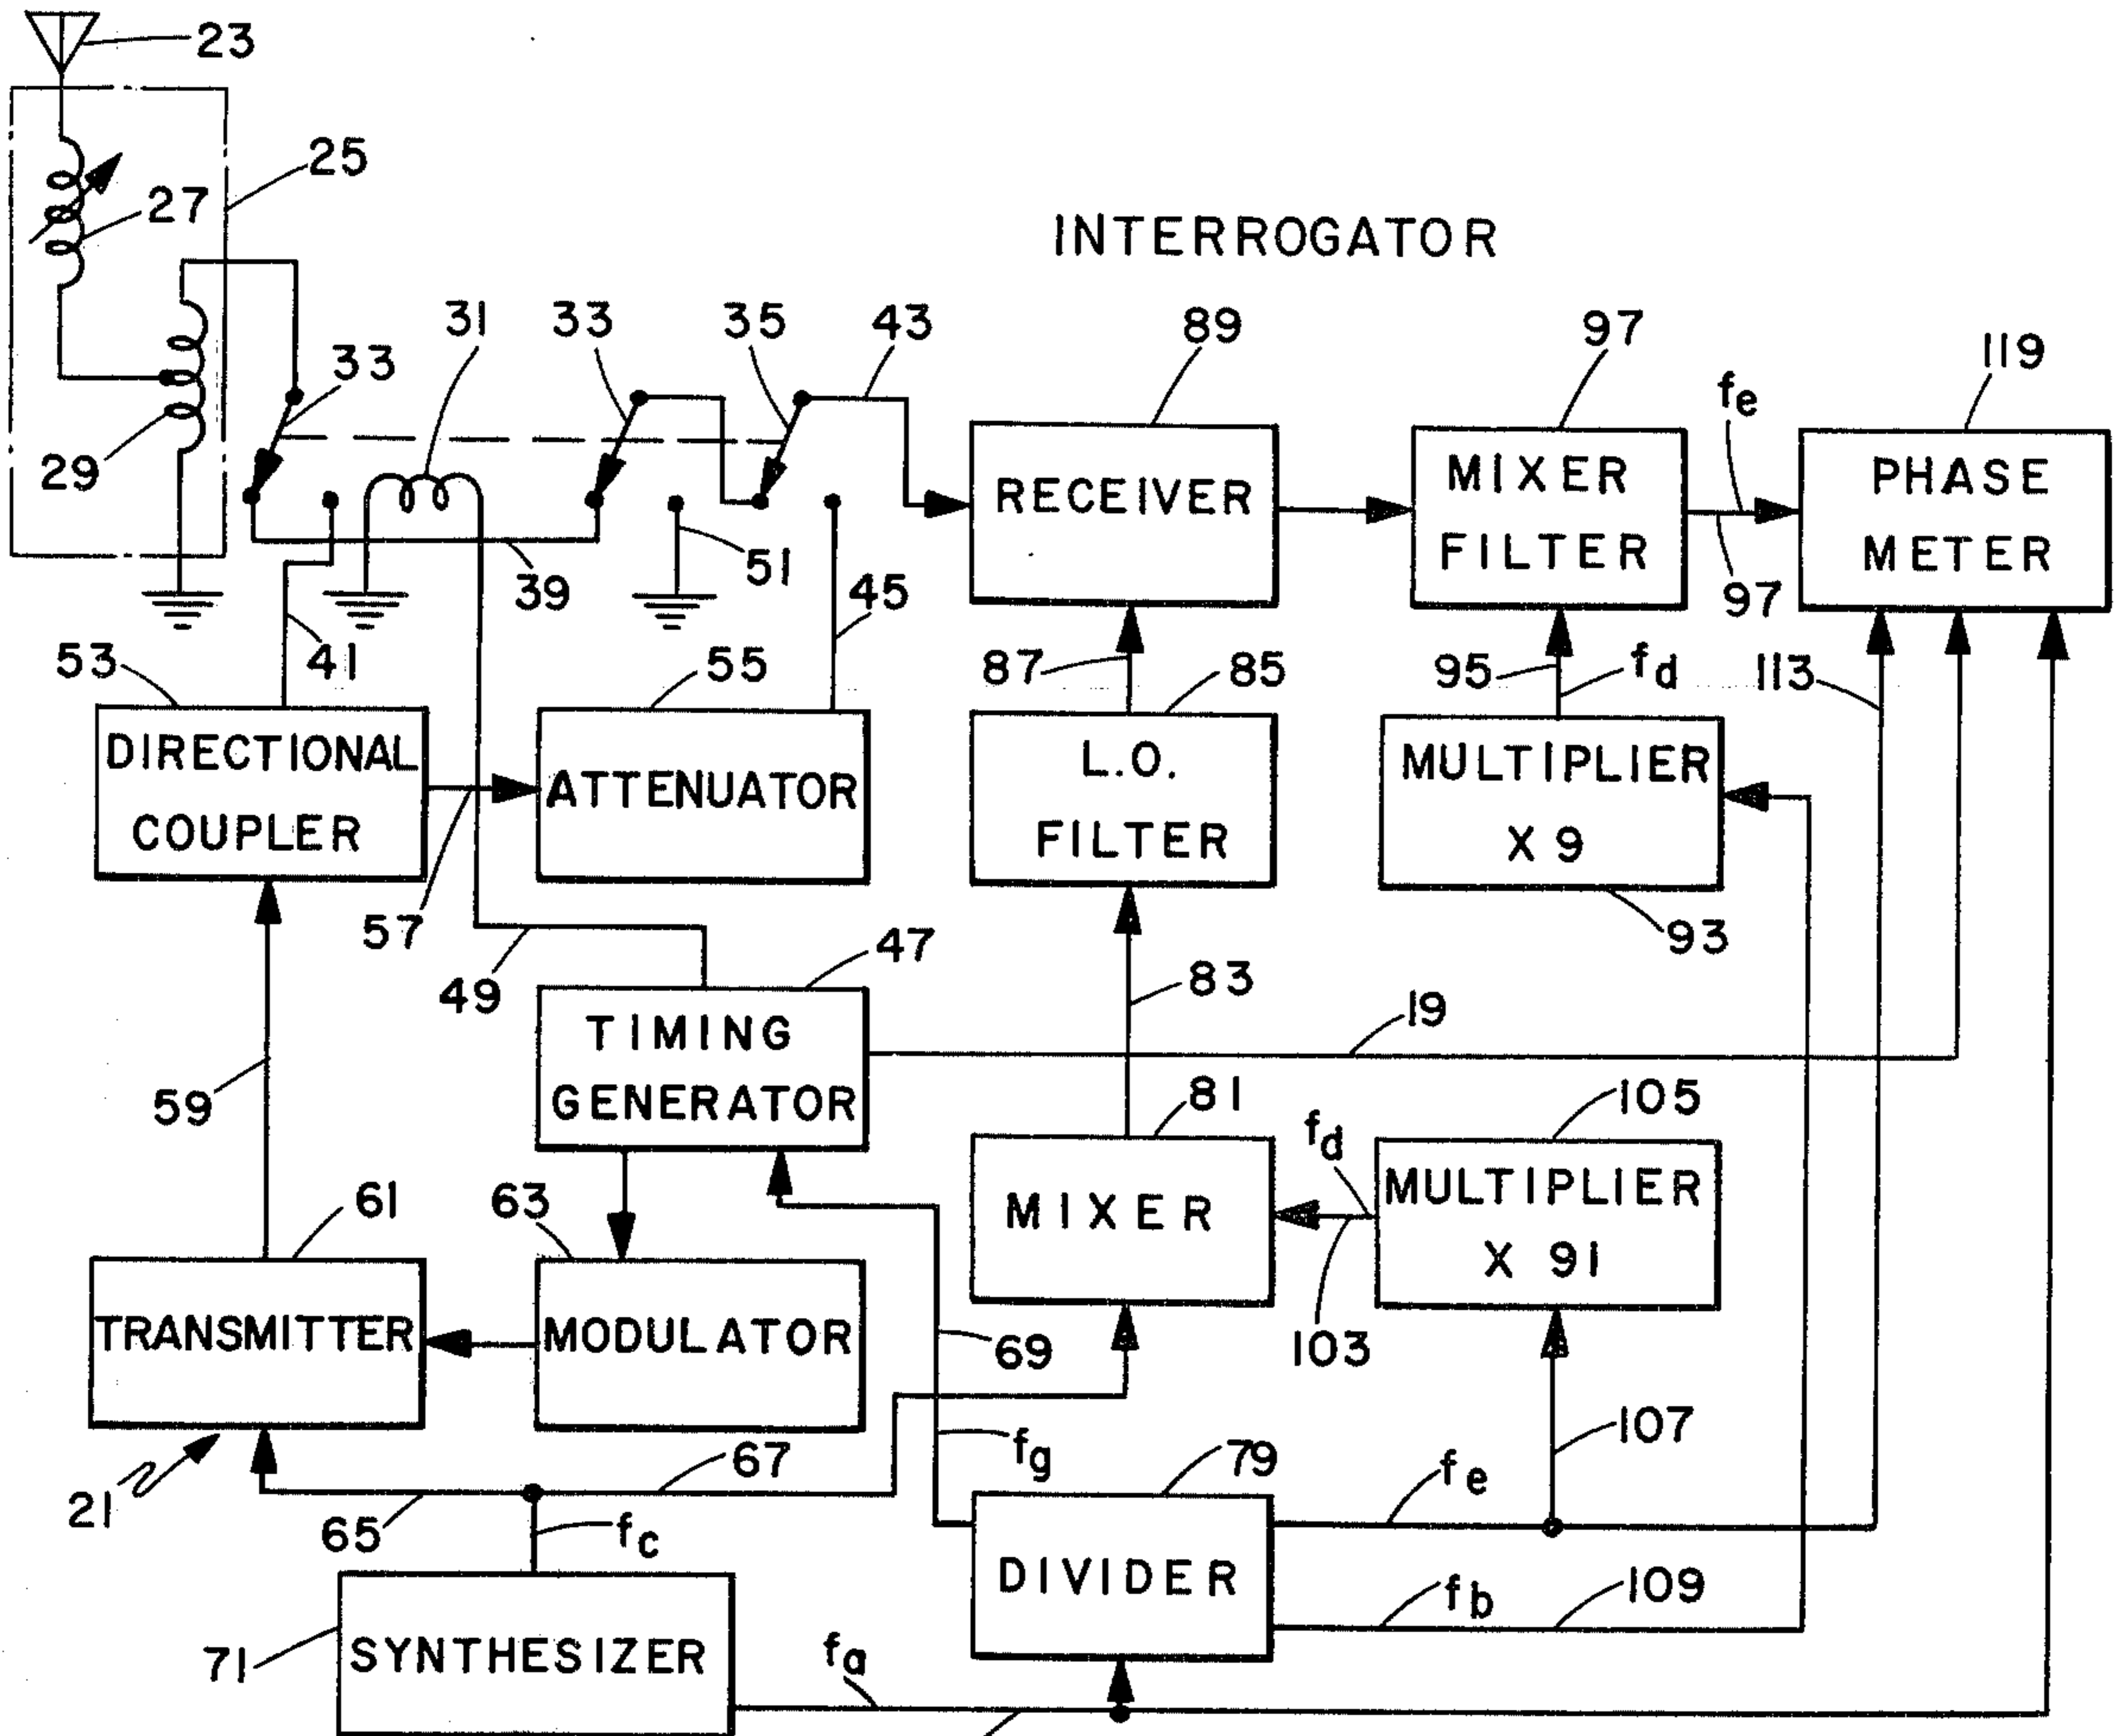 23
25
27
INTERROGATOR
33
31
33
35
43
89
97
119
fe
29
RECEIVER
MIXER
FILTER
PHASE
METER
39
51
45
97
41
53
55
87
85
95
fd
113
DIRECTIONAL
COUPLER
ATTENUATOR
L.O.
FILTER
MULTIPLIER
X 9
57
93
49
47
83
19
TIMING
GENERATOR
59
81
105
fd
MIXER
MULTIPLIER
X 91
61
63
TRANSMITTER
MODULATOR
69
103
107
21
65
67
fg
79
fe
fc
DIVIDER
fb
109
71
SYNTHESIZER
fa